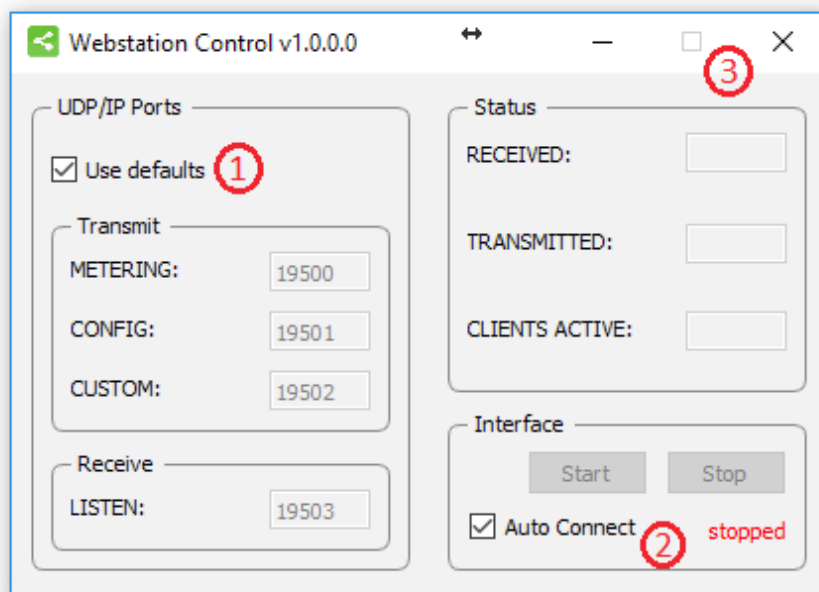 Webstation Control v1.0.0.0
3
UDP/IP Ports
Use defaults 1
Transmit
METERING: 19500
CONFIG: 19501
CUSTOM: 19502
Receive
LISTEN: 19503
Status
RECEIVED:
TRANSMITTED:
CLIENTS ACTIVE:
Interface
Start Stop
Auto Connect 2 stopped